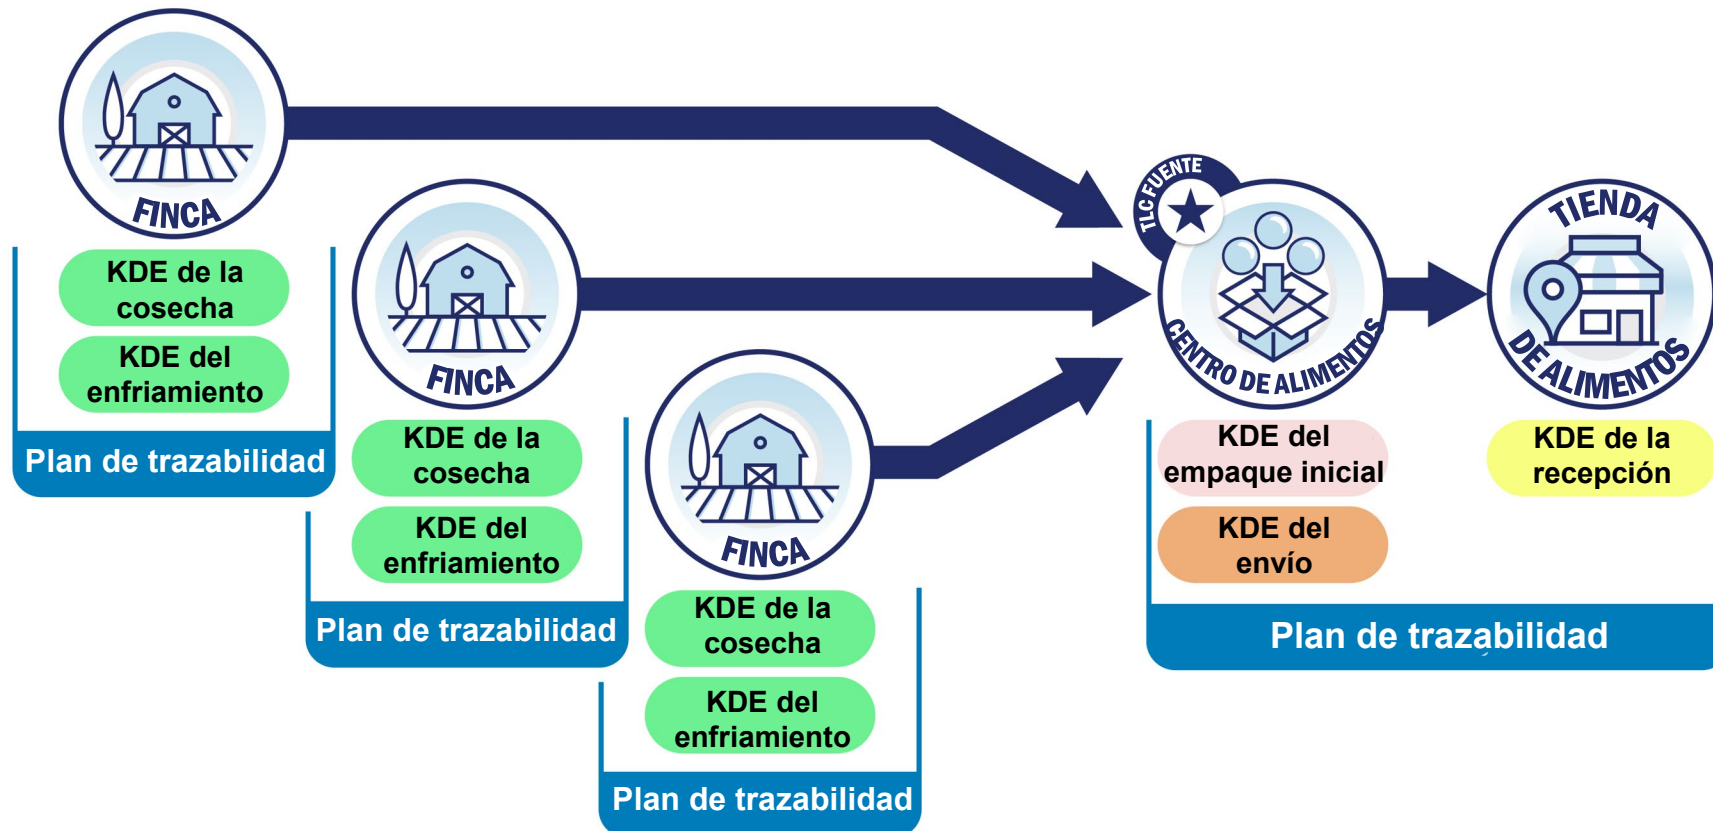 FINCA
KDE de la
cosecha
KDE del
enfriamiento
Plan de trazabilidad
FINCA
KDE de la
cosecha
KDE del
enfriamiento
Plan de trazabilidad
FINCA
KDE de la
cosecha
KDE del
enfriamiento
Plan de trazabilidad
TLC FUENTE
CENTRO DE ALIMENTOS
KDE del
empaque inicial
KDE del
envío
TIENDA
DE ALIMENTOS
KDE de la
recepción
Plan de trazabilidad